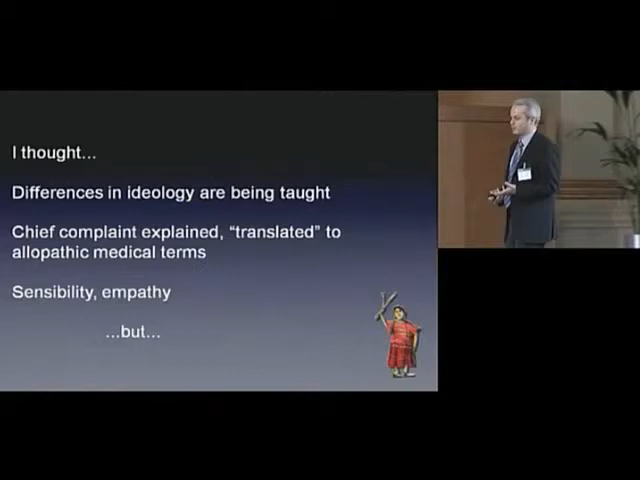 I thought...
Differences in ideology are being taught
Chief complaint explained, “translated” to
allopathic medical terms
Sensibility, empathy
...but...